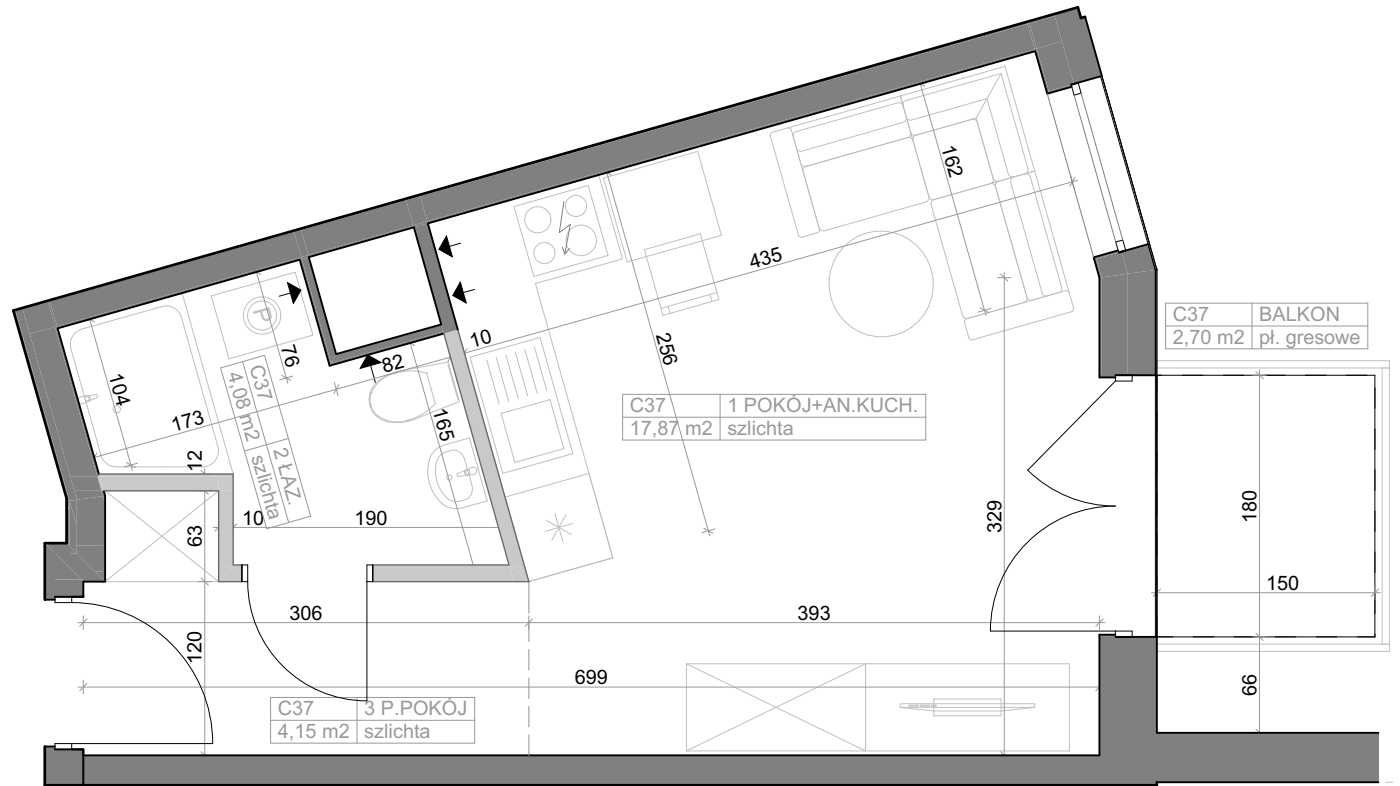 162
435
C37 BALKON
2,70 m2 pł. gresowe
10
256
82
76
P
104
173
165
C37 2 ŁAZ.
4,08 m2 szlichta
C37 1 POKÓJ+AN.KUCH.
17,87 m2 szlichta
12
10
190
63
329
180
150
306
393
120
699
66
C37 3 P.POKÓJ
4,15 m2 szlichta